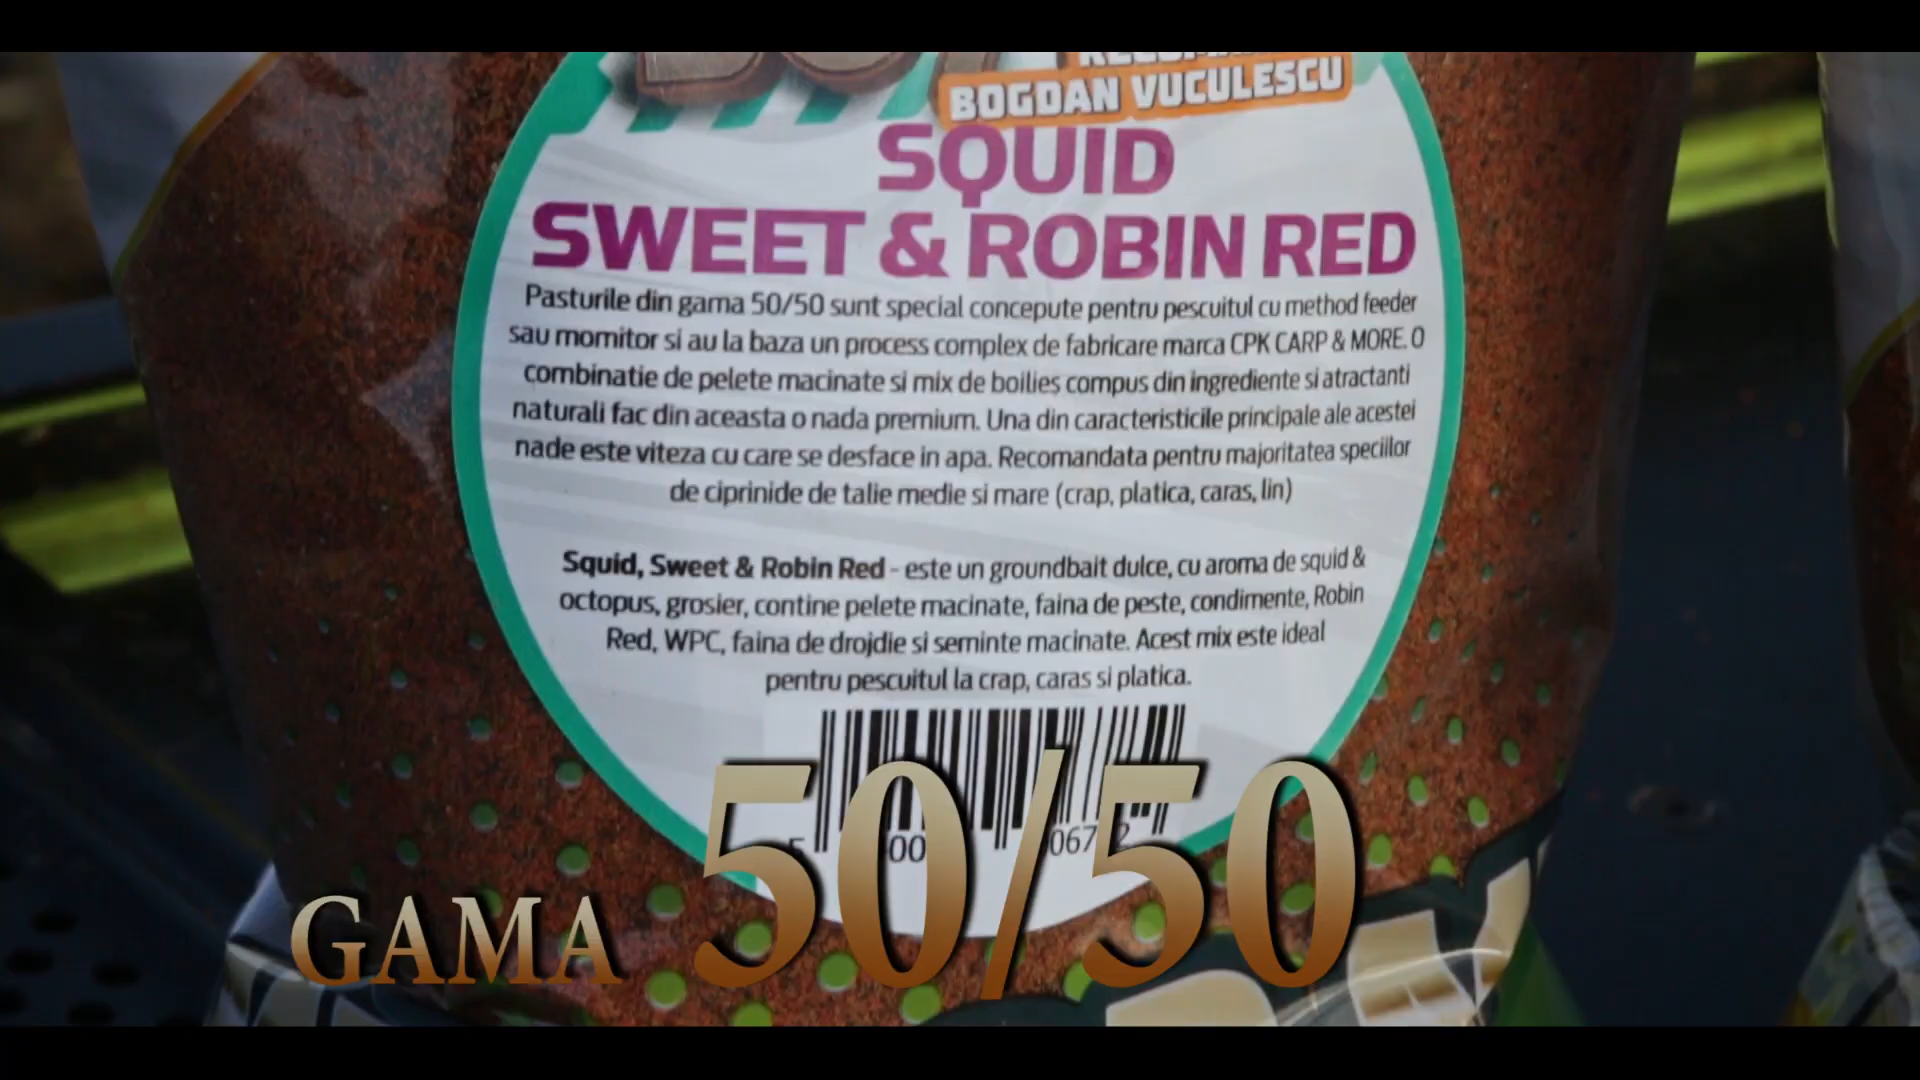 BOGDAN VUCULESCU
SQUID
SWEET & ROBIN RED
Pasturile din gama 50/50 sunt special concepute pentru pescuitul cu method feeder
sau momitor si au la baza un process complex de fabricare marca CPK CARP & MORE. O
combinatie de pelete macinate si mix de boilies compus din ingrediente si atractanti
naturali fac din aceasta o nada premium. Una din caracteristicile principale ale acestei
nade este viteza cu care se desface in apa. Recomandata pentru majoritatea speciilor
de ciprinide de talie medie si mare (crap, platica, caras, lin)
Squid, Sweet & Robin Red - este un groundbait dulce, cu aroma de squid &
octopus, grosier, contine pelete macinate, faina de peste, condimente, Robin
Red, WPC, faina de drojdie si seminte macinate. Acest mix este ideal
pentru pescuitul la crap, caras si platica.
GAMA 50/50